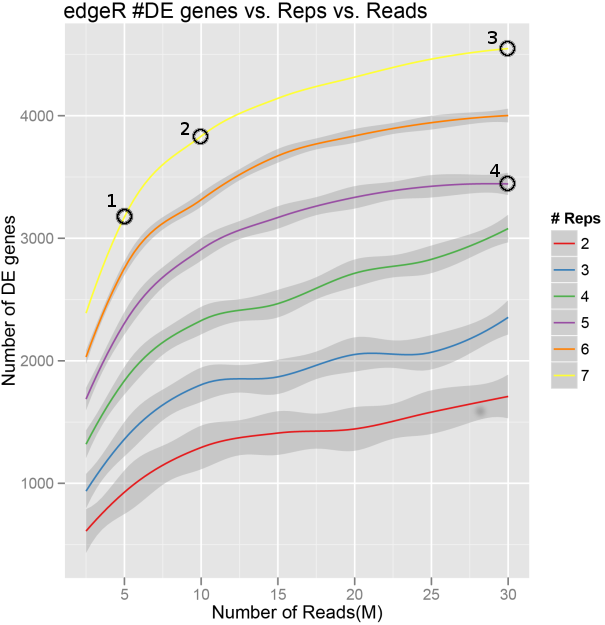 edgeR #DE genes vs. Reps vs. Reads
3
4000
2
1
4
3000
Number of DE genes
# Reps
2
3
4
5
6
7
2000
1000
5 10 15 20 25 30
Number of Reads(M)